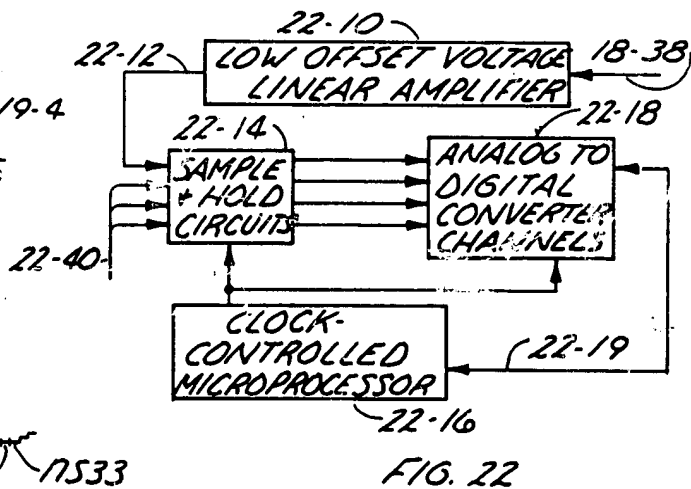 22-10
22-12
LOW OFFSET VOLTAGE
LINEAR AMPLIFIER
18-38
19-4
22-14
22-18
SAMPLE
+ HOLD
CIRCUITS
ANALOG TO
DIGITAL
CONVERTER
CHANNELS
22-40
CLOCK-
CONTROLLED
MICROPROCESSOR
22-19
22-16
NS33
FIG. 22